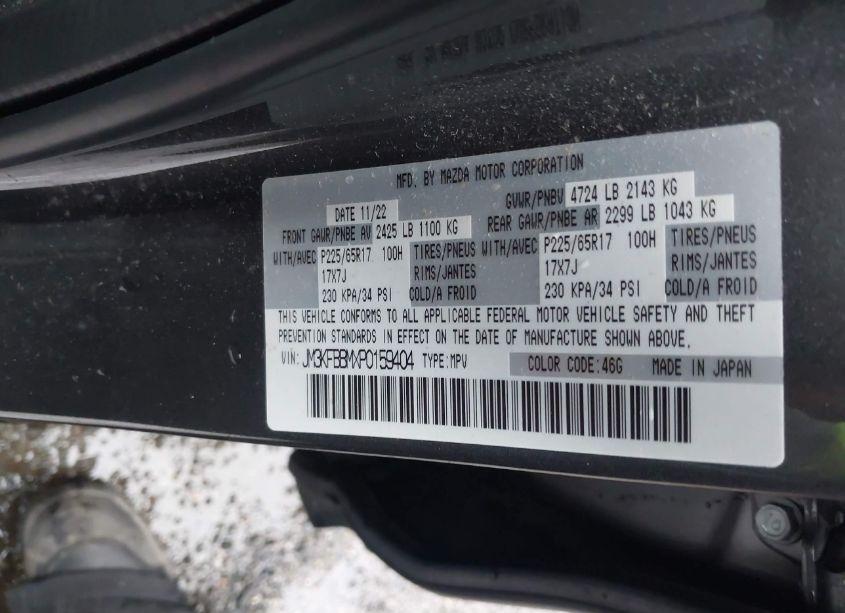 MFD. BY MAZDA MOTOR CORPORATION
DATE 11/22 GVWR/PNBV 4724 LB 2143 KG
FRONT GAWR/PNBE AV 2425 LB 1100 KG REAR GAWR/PNBE AR 2299 LB 1043 KG
WITH/AVEC P225/65R17 100H TIRES/PNEUS WITH/AVEC P225/65R17 100H TIRES/PNEUS
17X7J RIMS/JANTES 17X7J RIMS/JANTES
230 KPA/34 PSI COLD/A FROID 230 KPA/34 PSI COLD/A FROID
THIS VEHICLE CONFORMS TO ALL APPLICABLE FEDERAL MOTOR VEHICLE SAFETY AND THEFT
PREVENTION STANDARDS IN EFFECT ON THE DATE OF MANUFACTURE SHOWN ABOVE.
VIN: JM3KFBBMXP0159404 TYPE:MPV COLOR CODE:46G MADE IN JAPAN